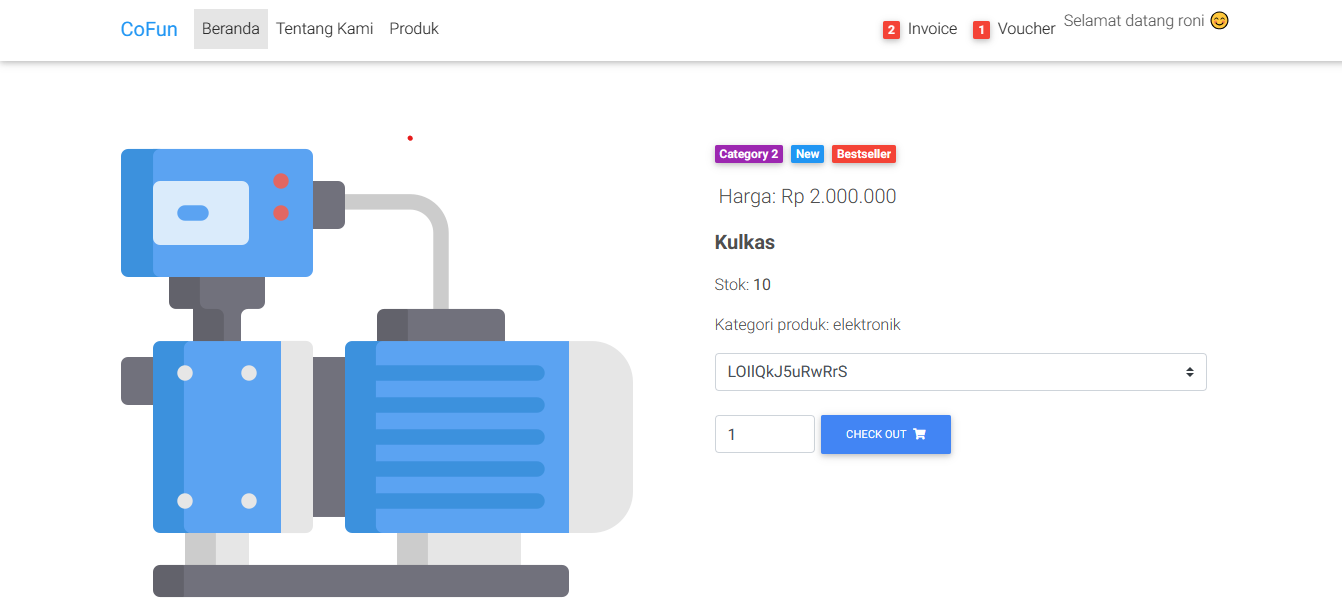 CoFun Beranda Tentang Kami Produk 2 Invoice 1 Voucher Selamat datang roni 😊
Category 2 New Bestseller
Harga: Rp 2.000.000
Kulkas
Stok: 10
Kategori produk: elektronik
LOIlQkJ5uRwRrS
1 CHECK OUT